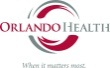 ORLANDO HEALTH
When it matters most.